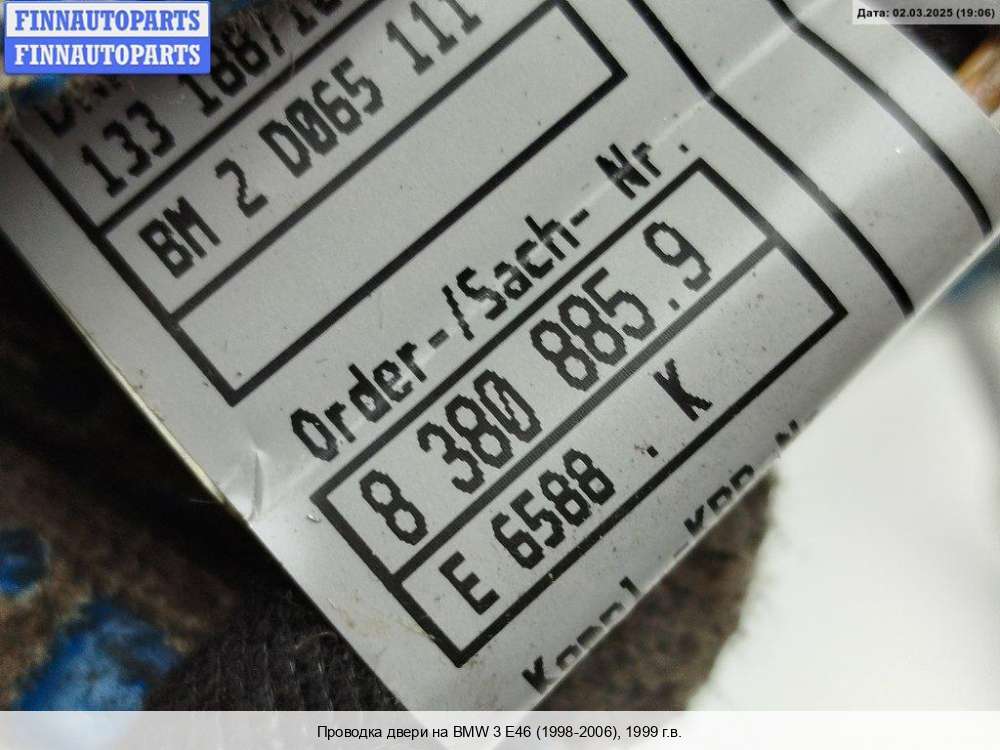 FINNAUTOPARTS
FINNAUTOPARTS
Дата: 02.03.2025 (19:06)
133
BM 2 D065 111
Order-/Sach- Nr.
8 380 885.9
E 6588 . K
Проводка двери на BMW 3 E46 (1998-2006), 1999 г.в.